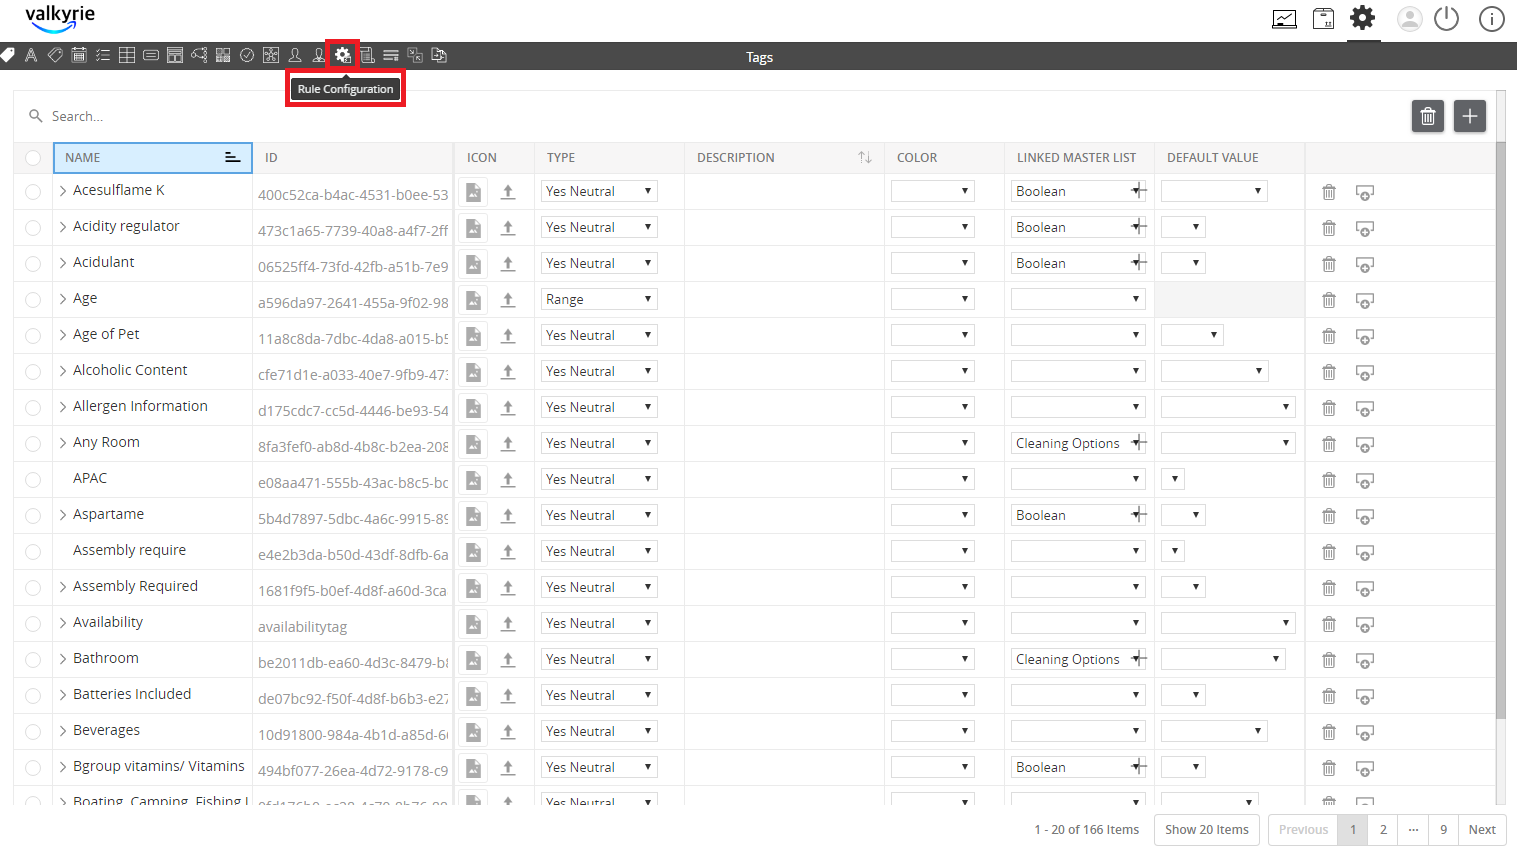 valkyrie
Tags
Rule Configuration
Search...
NAME ID ICON TYPE DESCRIPTION COLOR LINKED MASTER LIST DEFAULT VALUE
Acesulflame K 400c52ca-b4ac-4531-b0ee-53 Yes Neutral Boolean
Acidity regulator 473c1a65-7739-40a8-a4f7-2ff Yes Neutral Boolean
Acidulant 06525ff4-73fd-42fb-a51b-7e9 Yes Neutral Boolean
Age a596da97-2641-455a-9f02-98 Range
Age of Pet 11a8c8da-7dbc-4da8-a015-b5 Yes Neutral
Alcoholic Content cfe71d1e-a033-40e7-9fb9-473 Yes Neutral
Allergen Information d175cdc7-cc5d-4446-be93-54 Yes Neutral
Any Room 8fa3fef0-ab8d-4b8c-b2ea-208 Yes Neutral Cleaning Options
APAC e08aa471-555b-43ac-b8c5-bc Yes Neutral
Aspartame 5b4d7897-5dbc-4a6c-9915-89 Yes Neutral Boolean
Assembly require e4e2b3da-b50d-43df-8dfb-6a Yes Neutral
Assembly Required 1681f9f5-b0ef-4d8f-a60d-3ca Yes Neutral
Availability availabilitytag Yes Neutral
Bathroom be2011db-ea60-4d3c-8479-b8 Yes Neutral Cleaning Options
Batteries Included de07bc92-f50f-4d8f-b6b3-e27 Yes Neutral
Beverages 10d91800-984a-4b1d-a85d-6 Yes Neutral
Bgroup vitamins/ Vitamins 494bf077-26ea-4d72-9178-c9 Yes Neutral Boolean
Boating, Camping, Fishing Yes Neutral
1 - 20 of 166 Items Show 20 Items Previous 1 2 ... 9 Next